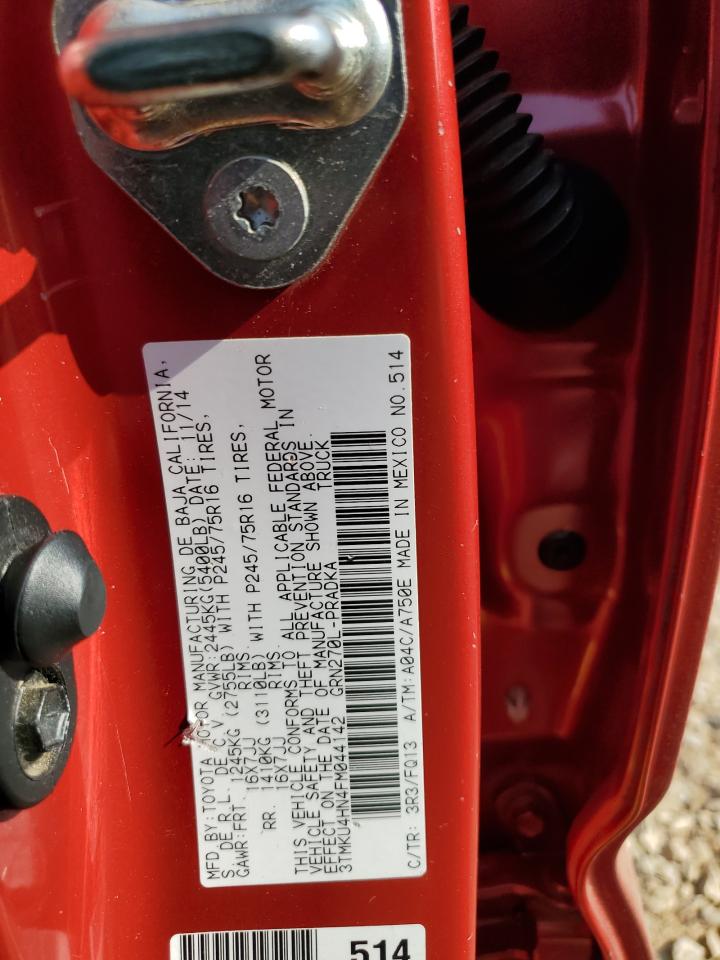 MFD.BY:TOYOTA MOTOR MANUFACTURING DE BAJA CALIFORNIA,
S DE R.L. DE C.V. GVWR:2445KG(5400LB) DATE: 11/14
GAWR:FRT. 1245KG (2755LB) WITH P245/75R16 TIRES,
16X7JJ RIMS.
RR. 1410KG (3110LB) WITH P245/75R16 TIRES,
16X7JJ RIMS.
THIS VEHICLE CONFORMS TO ALL APPLICABLE FEDERAL MOTOR
VEHICLE SAFETY AND THEFT PREVENTION STANDARDS IN
EFFECT ON THE DATE OF MANUFACTURE SHOWN ABOVE.
3TMKU4HN4FM044142 GRN270L-PRADKA TRUCK
C/TR: 3R3/FQ13 A/TM:A04C/A750E MADE IN MEXICO NO.514
514